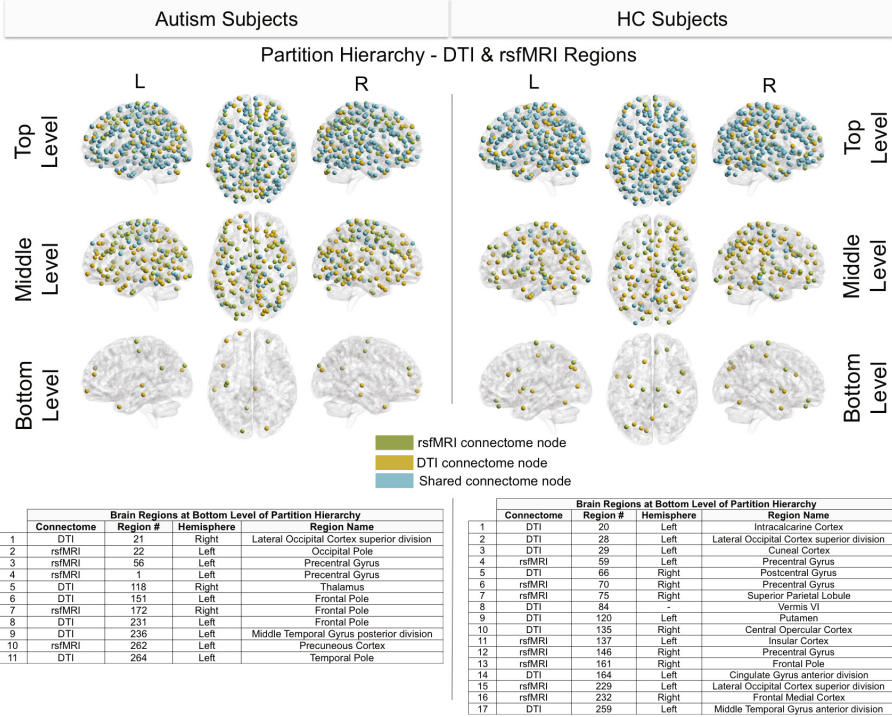 Autism Subjects
HC Subjects
Partition Hierarchy - DTI & rsfMRI Regions
L
R
L
R
Top Level
Top Level
Middle Level
Middle Level
Bottom Level
Bottom Level
rsfMRI connectome node
DTI connectome node
Shared connectome node
Brain Regions at Bottom Level of Partition Hierarchy
Connectome Region # Hemisphere Region Name
1 DTI 21 Right Lateral Occipital Cortex superior division
2 rsfMRI 22 Left Occipital Pole
3 rsfMRI 56 Left Precentral Gyrus
4 rsfMRI 1 Left Precentral Gyrus
5 DTI 118 Right Thalamus
6 DTI 151 Left Frontal Pole
7 rsfMRI 172 Right Frontal Pole
8 DTI 231 Left Frontal Pole
9 DTI 236 Left Middle Temporal Gyrus posterior division
10 rsfMRI 262 Left Precuneous Cortex
11 DTI 264 Left Temporal Pole
Brain Regions at Bottom Level of Partition Hierarchy
Connectome Region # Hemisphere Region Name
1 DTI 20 Left Intracalcarine Cortex
2 DTI 28 Left Lateral Occipital Cortex superior division
3 DTI 29 Left Cuneal Cortex
4 rsfMRI 59 Left Precentral Gyrus
5 DTI 66 Right Postcentral Gyrus
6 rsfMRI 70 Right Precentral Gyrus
7 rsfMRI 75 Right Superior Parietal Lobule
8 DTI 84 - Vermis VI
9 DTI 120 Left Putamen
10 DTI 135 Right Central Opercular Cortex
11 rsfMRI 137 Left Insular Cortex
12 rsfMRI 146 Right Precentral Gyrus
13 rsfMRI 161 Right Frontal Pole
14 DTI 164 Left Cingulate Gyrus anterior division
15 rsfMRI 229 Left Lateral Occipital Cortex superior division
16 rsfMRI 232 Right Frontal Medial Cortex
17 DTI 259 Left Middle Temporal Gyrus anterior division